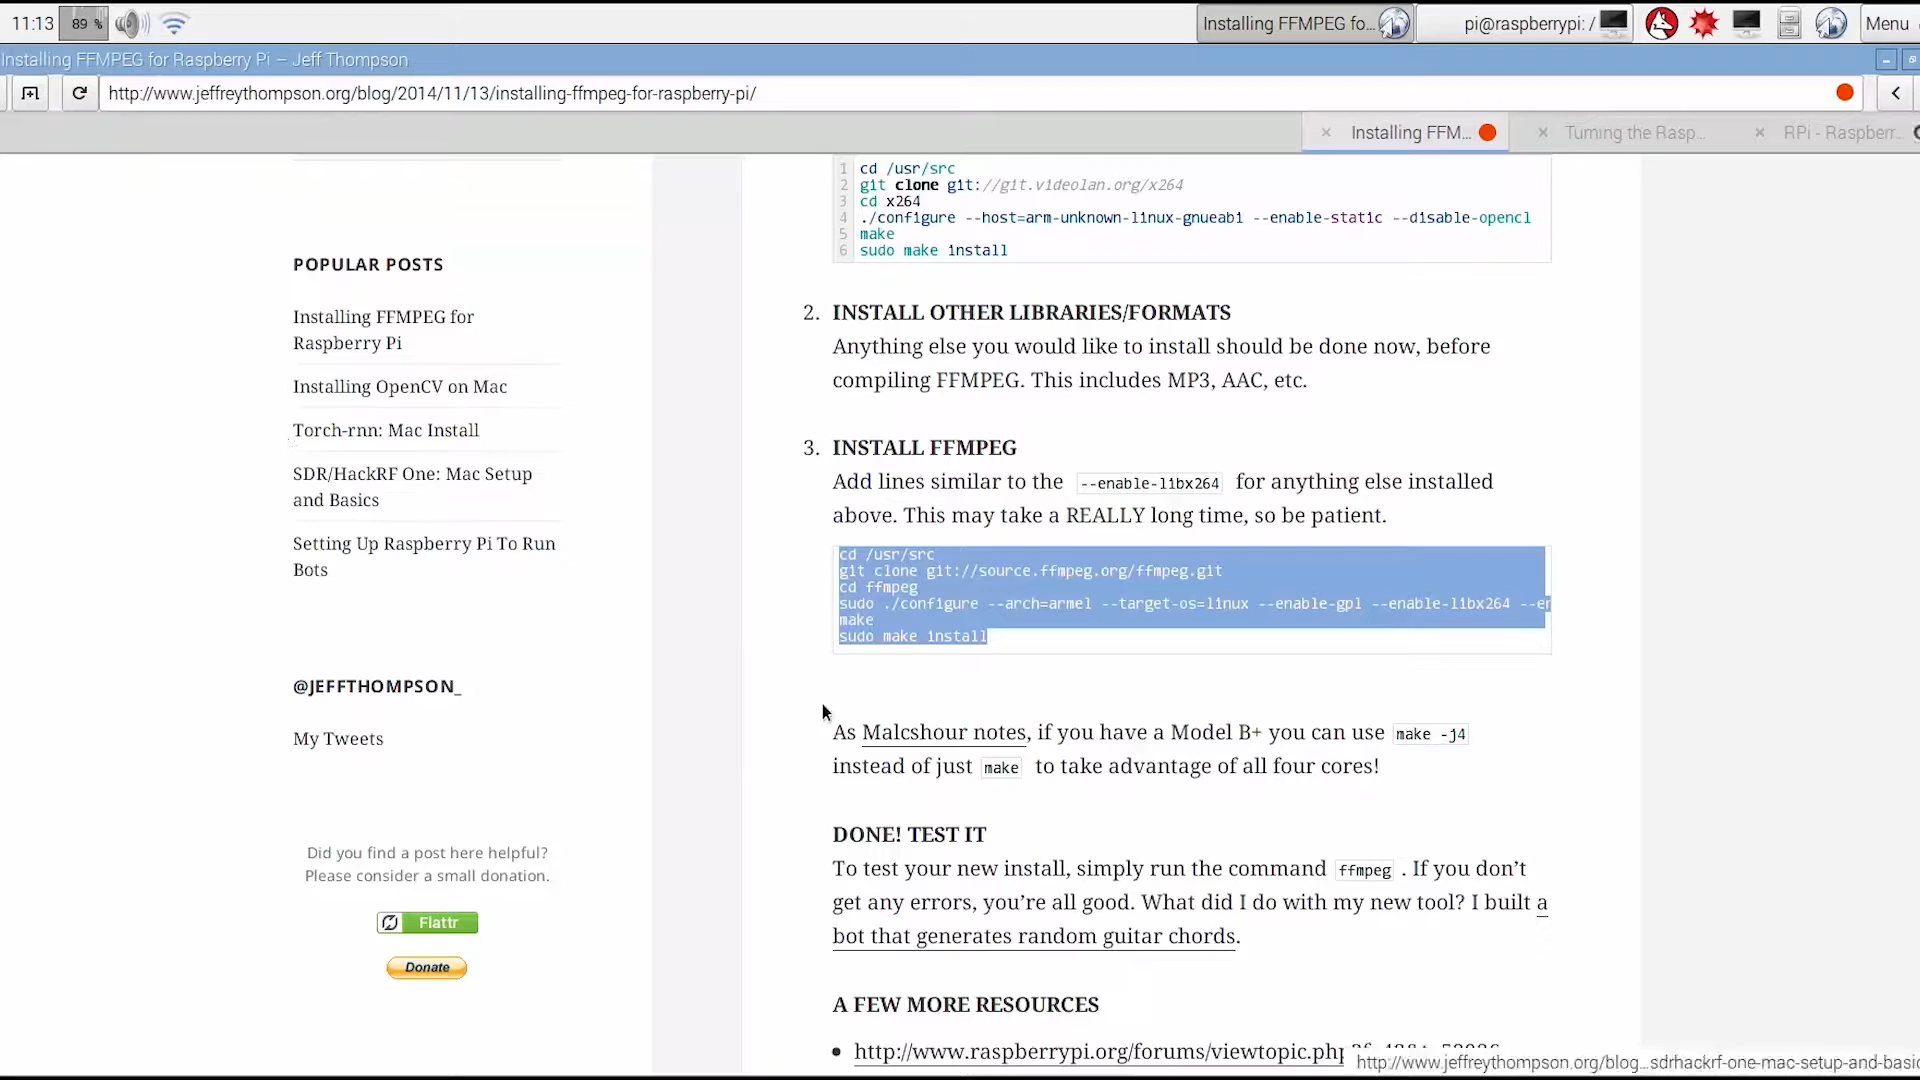 11:13 89 % Installing FFMPEG fo... pi@raspberrypi: / Menu
Installing FFMPEG for Raspberry Pi – Jeff Thompson
http://www.jeffreythompson.org/blog/2014/11/13/installing-ffmpeg-for-raspberry-pi/
× Installing FFM... × Turning the Rasp... × RPi - Raspberr...
POPULAR POSTS
Installing FFMPEG for
Raspberry Pi
Installing OpenCV on Mac
Torch-rnn: Mac Install
SDR/HackRF One: Mac Setup
and Basics
Setting Up Raspberry Pi To Run
Bots
@JEFFTHOMPSON_
My Tweets
Did you find a post here helpful?
Please consider a small donation.
Flattr
Donate
1 cd /usr/src
2 git clone git://git.videolan.org/x264
3 cd x264
4 ./configure --host=arm-unknown-linux-gnueabi --enable-static --disable-opencl
5 make
6 sudo make install
2. INSTALL OTHER LIBRARIES/FORMATS
Anything else you would like to install should be done now, before
compiling FFMPEG. This includes MP3, AAC, etc.
3. INSTALL FFMPEG
Add lines similar to the --enable-libx264 for anything else installed
above. This may take a REALLY long time, so be patient.
cd /usr/src
git clone git://source.ffmpeg.org/ffmpeg.git
cd ffmpeg
sudo ./configure --arch=armel --target-os=linux --enable-gpl --enable-libx264 --en
make
sudo make install
As Malcshour notes, if you have a Model B+ you can use make -j4
instead of just make to take advantage of all four cores!
DONE! TEST IT
To test your new install, simply run the command ffmpeg . If you don’t
get any errors, you’re all good. What did I do with my new tool? I built a
bot that generates random guitar chords.
A FEW MORE RESOURCES
• http://www.raspberrypi.org/forums/viewtopic.php
http://www.jeffreythompson.org/blog...sdrhackrf-one-mac-setup-and-basic